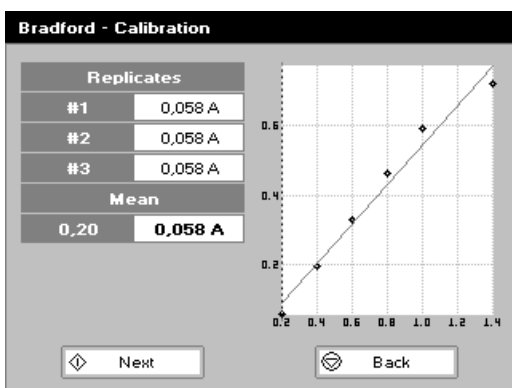 Bradford - Calibration
Replicates
#1 0,058 A
#2 0,058 A
#3 0,058 A
Mean
0,20 0,058 A
0.6
0.4
0.2
0.2 0.4 0.6 0.8 1.0 1.2 1.4
Next
Back